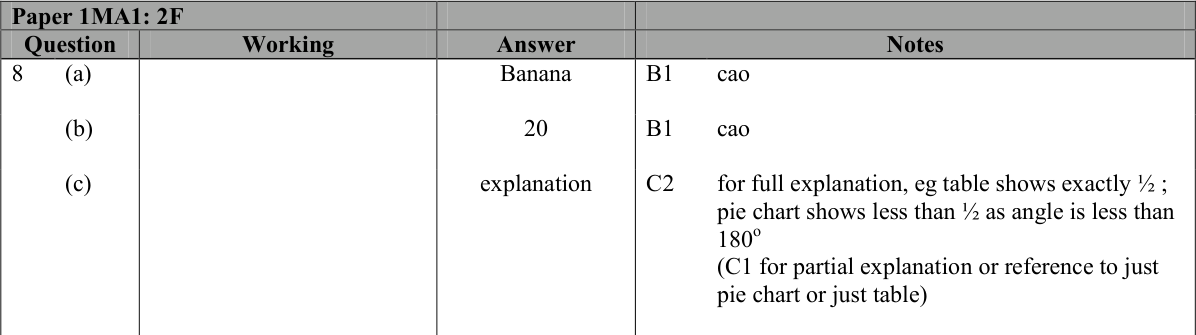 Paper 1MA1: 2F
Question Working Answer Notes
8 (a) Banana B1 cao
(b) 20 B1 cao
(c) explanation C2 for full explanation, eg table shows exactly ½ ;
pie chart shows less than ½ as angle is less than
180º
(C1 for partial explanation or reference to just
pie chart or just table)